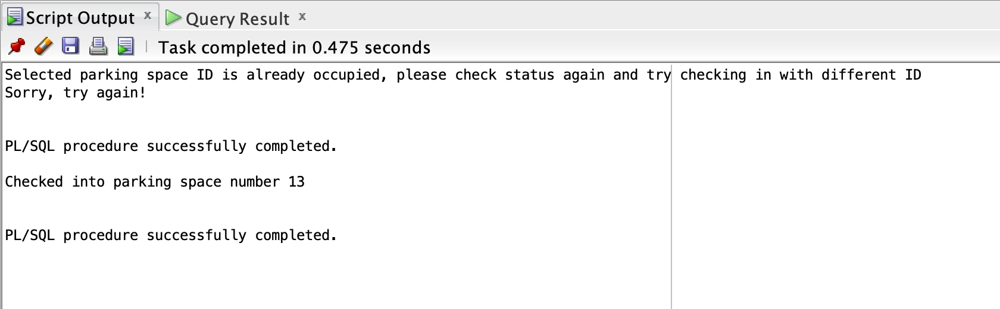 Script Output x Query Result x
Task completed in 0.475 seconds
Selected parking space ID is already occupied, please check status again and try checking in with different ID
Sorry, try again!
PL/SQL procedure successfully completed.
Checked into parking space number 13
PL/SQL procedure successfully completed.